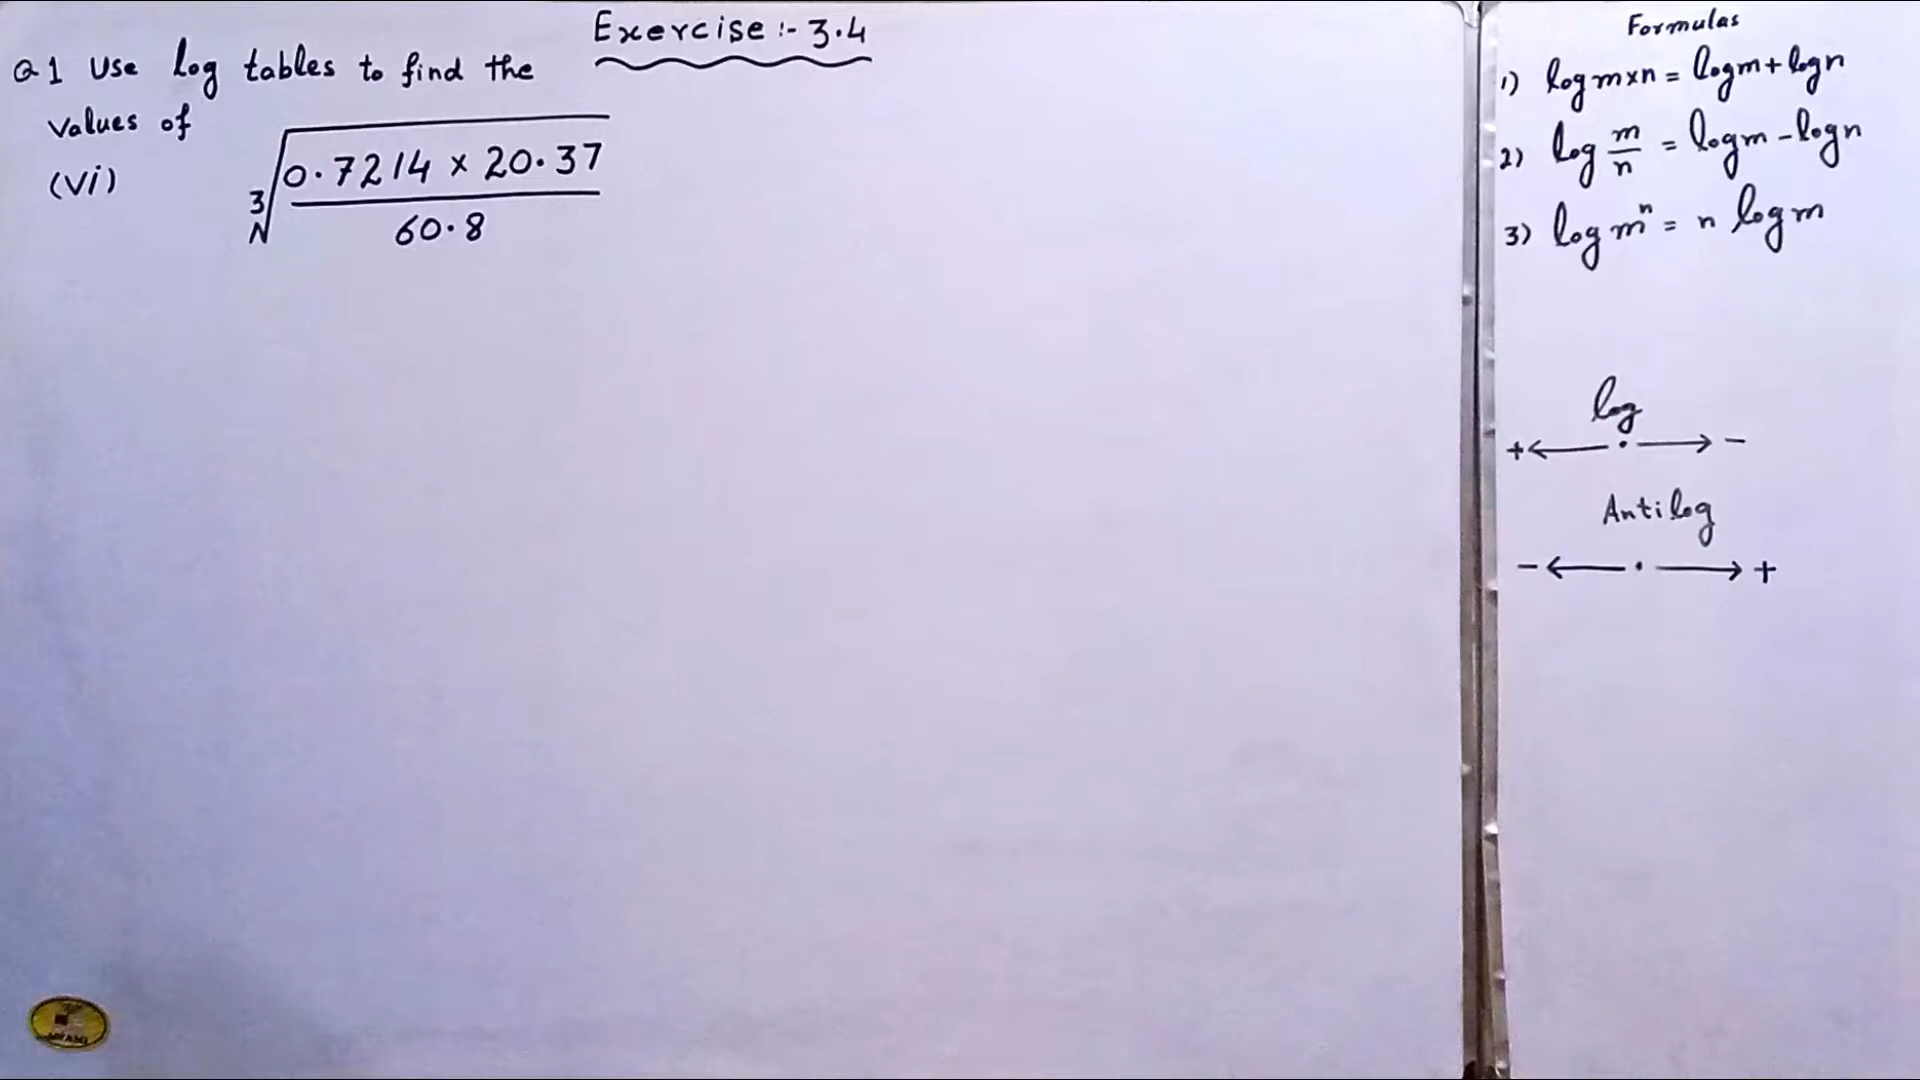 Exercise :- 3.4
Q1 Use log tables to find the
values of
(vi) ∛(0.7214 × 20.37 / 60.8)
Formulas
1) log m×n = log m + log n
2) log m/n = log m - log n
3) log mⁿ = n log m
log
+ ← . → -
Antilog
- ← . → +